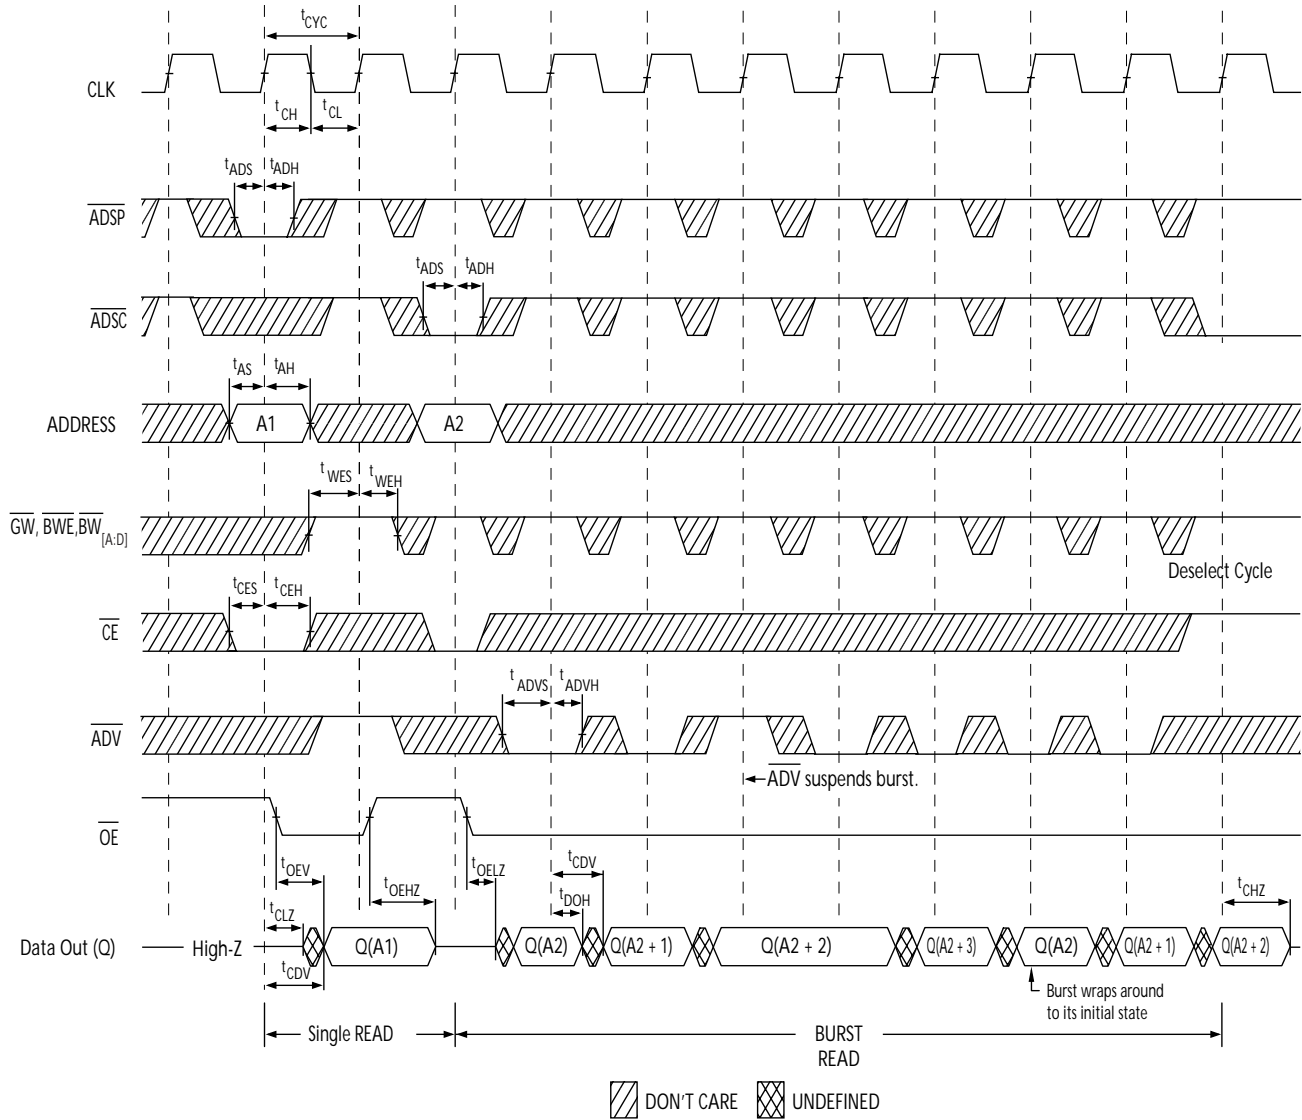 tCYC
CLK
tCH
tCL
tADS
tADH
ADSP
tADS
tADH
ADSC
tAS
tAH
ADDRESS
A1
A2
tWES
tWEH
GW, BWE,BW[A:D]
Deselect Cycle
tCES
tCEH
CE
tADVS
tADVH
ADV
ADV suspends burst.
OE
tOEV
tOEHZ
tOELZ
tCDV
tCLZ
tDOH
tCHZ
Data Out (Q)
High-Z
Q(A1)
Q(A2)
Q(A2 + 1)
Q(A2 + 2)
Q(A2 + 3)
Q(A2)
Q(A2 + 1)
Q(A2 + 2)
tCDV
Burst wraps around
to its initial state
Single READ
BURST
READ
DON'T CARE
UNDEFINED